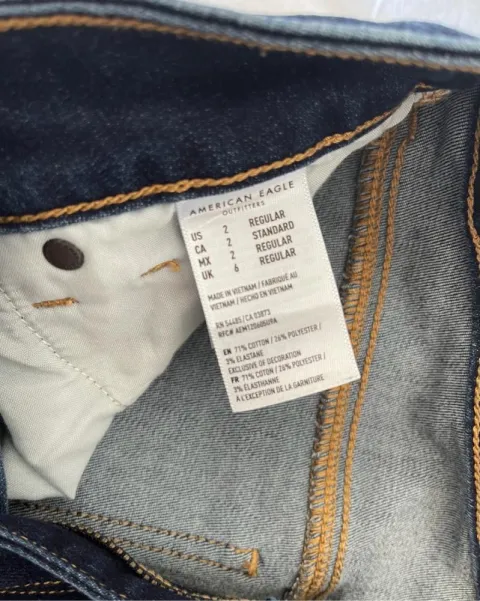 AMERICAN EAGLE
OUTFITTERS
US 2 REGULAR
CA 2 STANDARD
MX 2 REGULAR
UK 6 REGULAR
MADE IN VIETNAM / FABRIQUÉ AU
VIETNAM / HECHO EN VIETNAM
RN 54485/CA 03873
EN 71% COTTON / 26% POLYESTER /
3% ELASTANE
EXCLUSIVE OF DECORATION
FR 71% COTON / 26% POLYESTER /
3% ÉLASTHANNE
À L'EXCEPTION DE LA GARNITURE